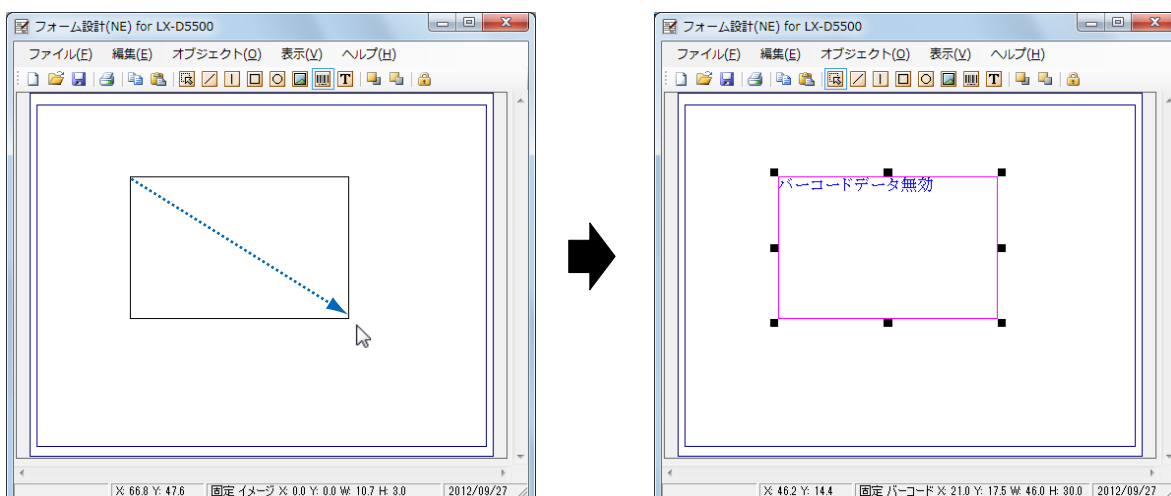 フォーム設計(NE) for LX-D5500
ファイル(F) 編集(E) オブジェクト(O) 表示(V) ヘルプ(H)
T
X: 66.8 Y: 47.6 固定 イメージ X: 0.0 Y: 0.0 W: 10.7 H: 3.0 2012/09/27
フォーム設計(NE) for LX-D5500
ファイル(F) 編集(E) オブジェクト(O) 表示(V) ヘルプ(H)
T
バーコードデータ無効
X: 46.2 Y: 14.4 固定 バーコード X: 21.0 Y: 17.5 W: 46.0 H: 30.0 2012/09/27